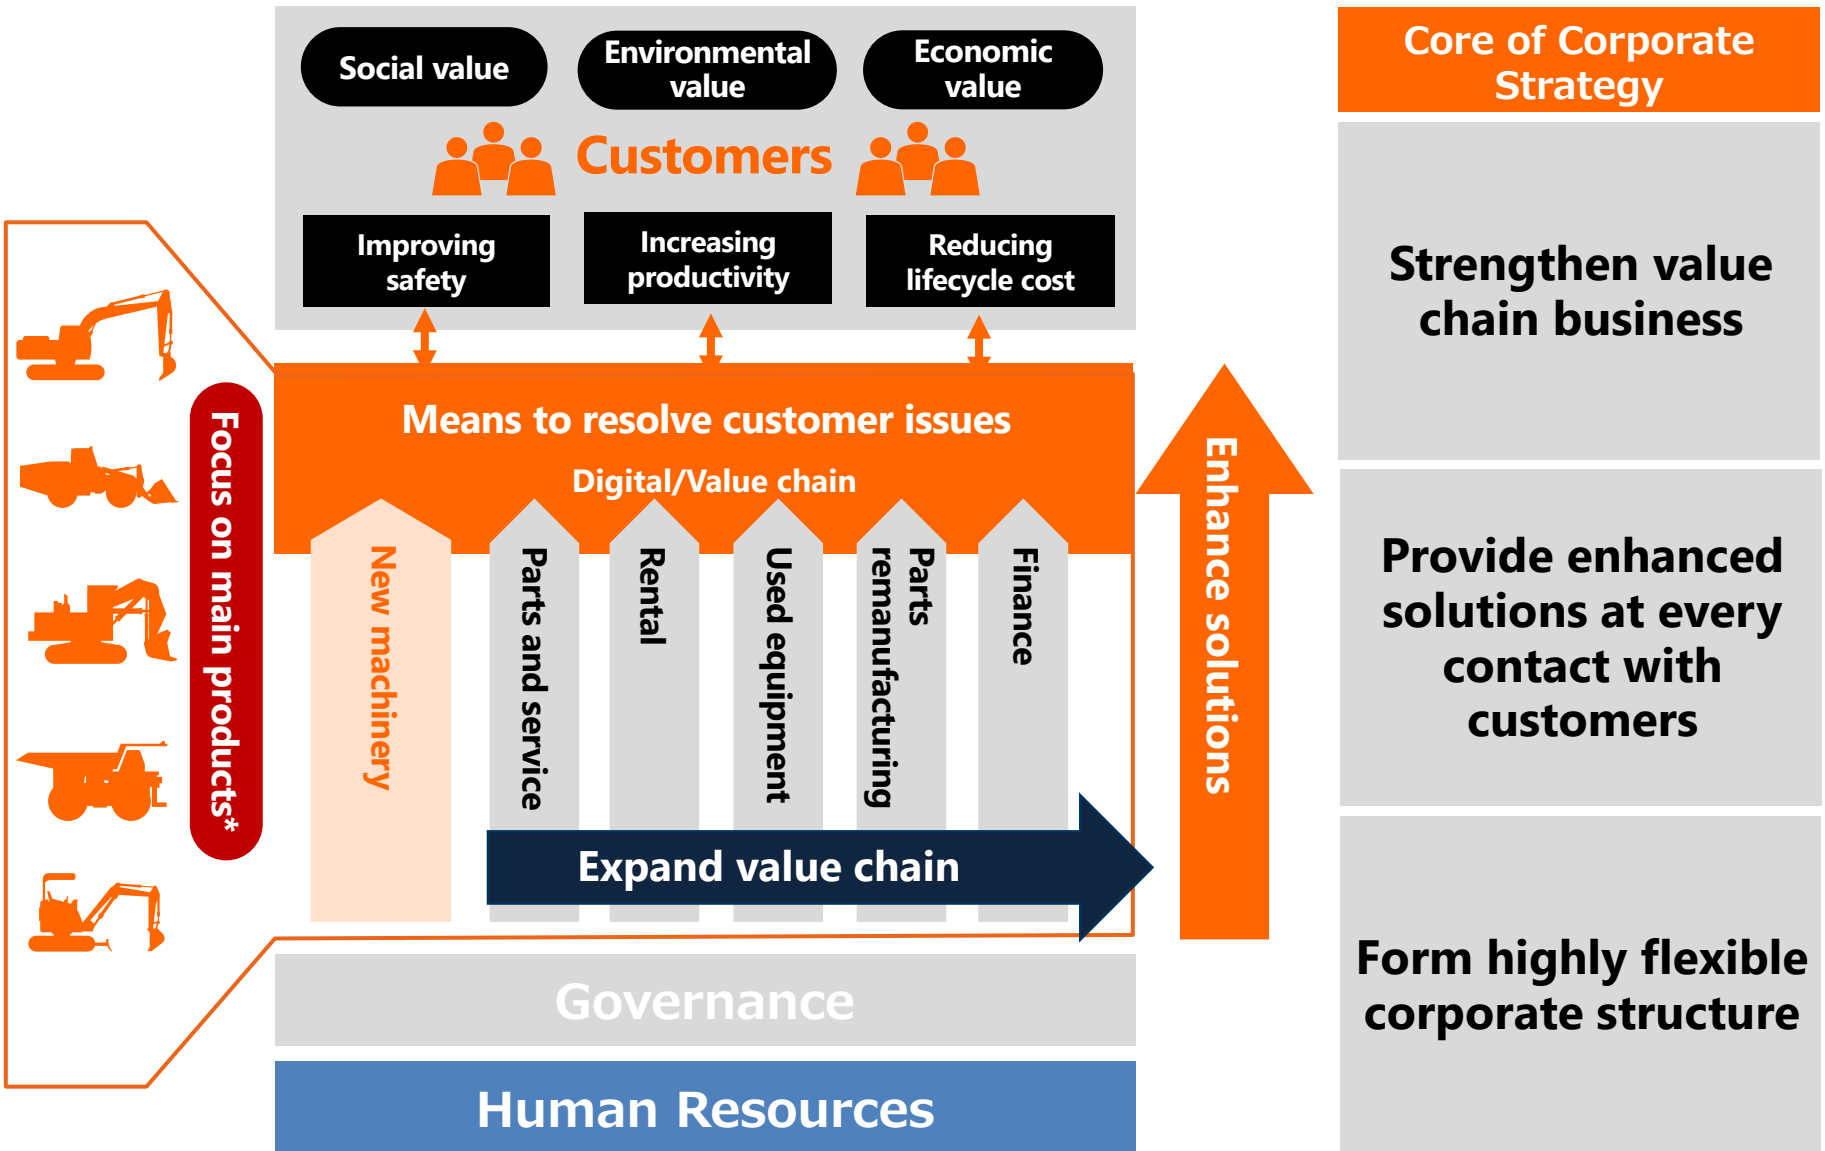 Social value
Environmental
value
Economic
value
Customers
Improving
safety
Increasing
productivity
Reducing
lifecycle cost
Means to resolve customer issues
Digital/Value chain
Focus on main products*
New machinery
Parts and service
Rental
Used equipment
Parts
remanufacturing
Finance
Expand value chain
Enhance solutions
Governance
Human Resources
Core of Corporate
Strategy
Strengthen value
chain business
Provide enhanced
solutions at every
contact with
customers
Form highly flexible
corporate structure